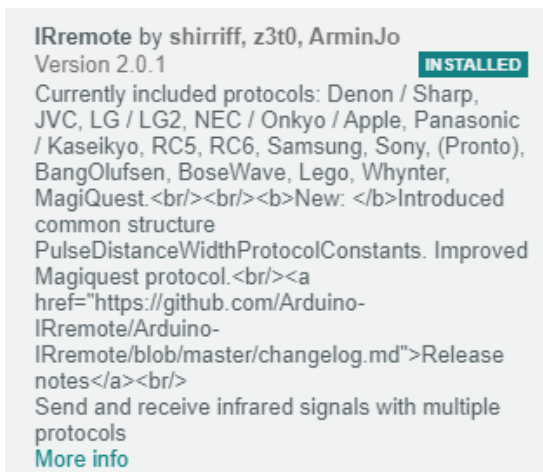 IRremote by shirriff, z3t0, ArminJo
Version 2.0.1 INSTALLED
Currently included protocols: Denon / Sharp,
JVC, LG / LG2, NEC / Onkyo / Apple, Panasonic
/ Kaseikyo, RC5, RC6, Samsung, Sony, (Pronto),
BangOlufsen, BoseWave, Lego, Whynter,
MagiQuest.<br/><br/><b>New: </b>Introduced
common structure
PulseDistanceWidthProtocolConstants. Improved
Magiquest protocol.<br/><a
href="https://github.com/Arduino-
IRremote/Arduino-
IRremote/blob/master/changelog.md">Release
notes</a><br/>
Send and receive infrared signals with multiple
protocols
More info